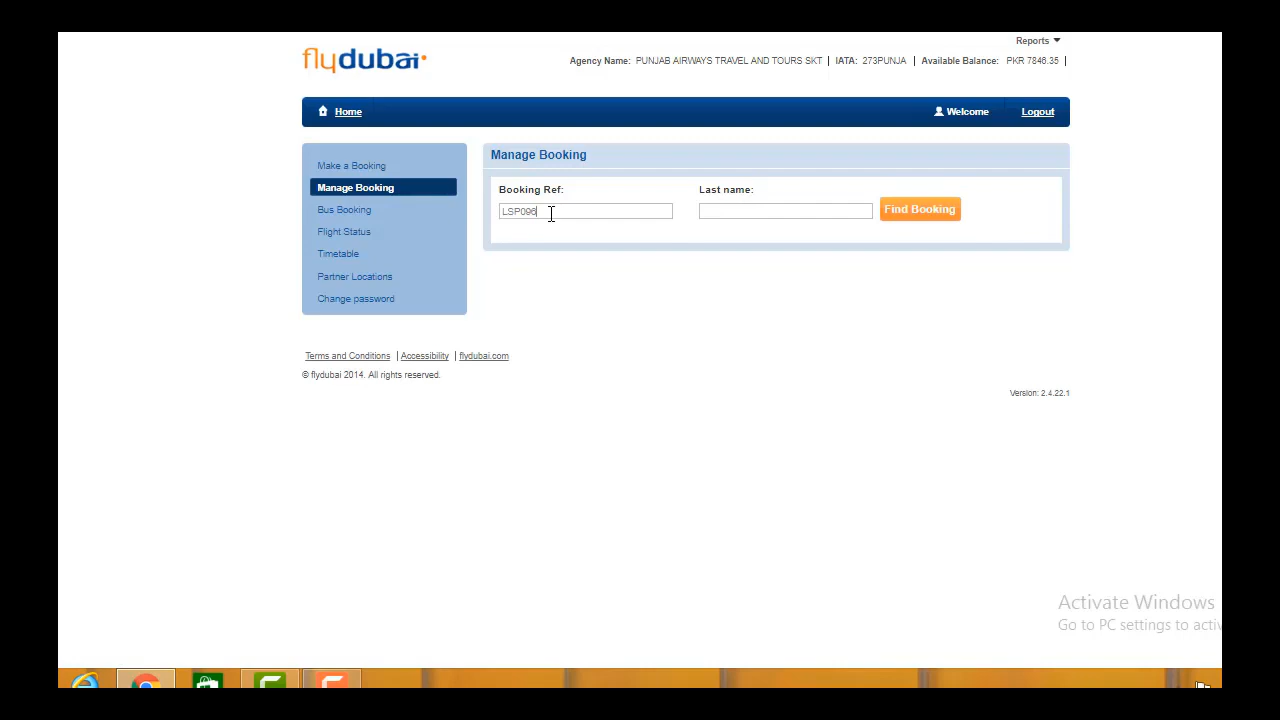 Reports
flydubai
Agency Name: PUNJAB AIRWAYS TRAVEL AND TOURS SKT | IATA: 273PUNJA | Available Balance: PKR 7846.35 |
Home
Welcome
Logout
Make a Booking
Manage Booking
Bus Booking
Flight Status
Timetable
Partner Locations
Change password
Manage Booking
Booking Ref:
Last name:
LSP096
Find Booking
Terms and Conditions | Accessibility | flydubai.com
© flydubai 2014. All rights reserved.
Version: 2.4.22.1
Activate Windows
Go to PC settings to activ